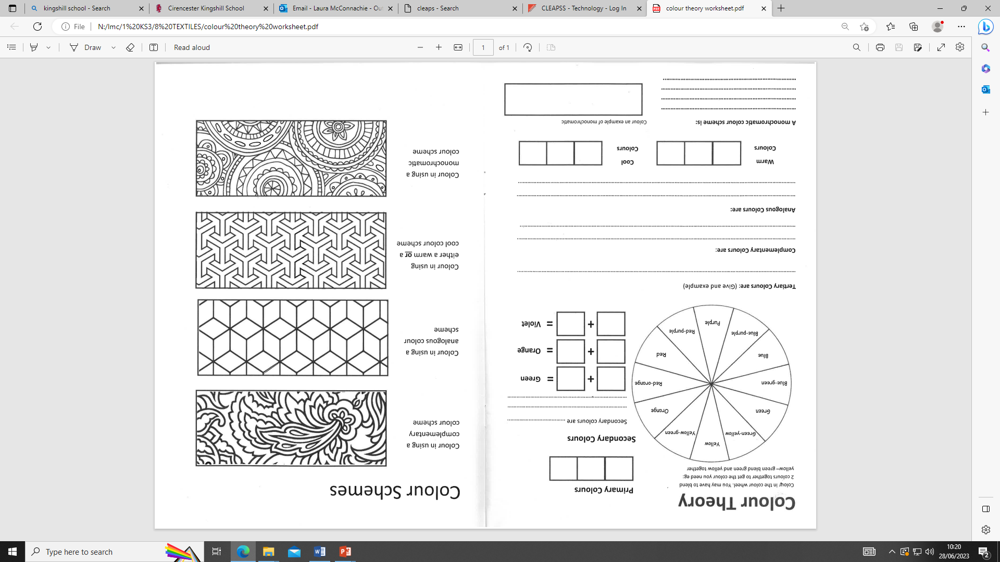 kingshill school - Search
Cirencester Kingshill School
Email - Laura McConnachie - Out
cleaps - Search
CLEAPSS - Technology - Log In
colour theory worksheet.pdf
File
N:/lmc/1%20KS3/8%20TEXTILES/colour%20theory%20worksheet.pdf
Draw
Read aloud
1
of 1
Colour Theory
Colour in the colour wheel. You may have to blend
2 colours together to get the colour you need eg:
yellow– green blend green and yellow together
Yellow
Yellow-green
Orange
Red-orange
Red
Red-purple
Purple
Blue-purple
Blue
Blue-green
Green
Green-yellow
Primary Colours
Secondary Colours
Secondary colours are
+ = Green
+ = Orange
+ = Violet
Tertiary Colours are: (Give and example)
Complementary Colours are:
Analogous Colours are:
Warm
Colours
Cool
Colours
A monochromatic colour scheme is:
Colour an example of monochromatic
Colour Schemes
Colour in using a
complementary
colour scheme
Colour in using a
analogous colour
scheme
Colour in using
either a warm or a
cool colour scheme
Colour in using a
monochromatic
colour scheme
Type here to search
10:20
28/06/2023
2